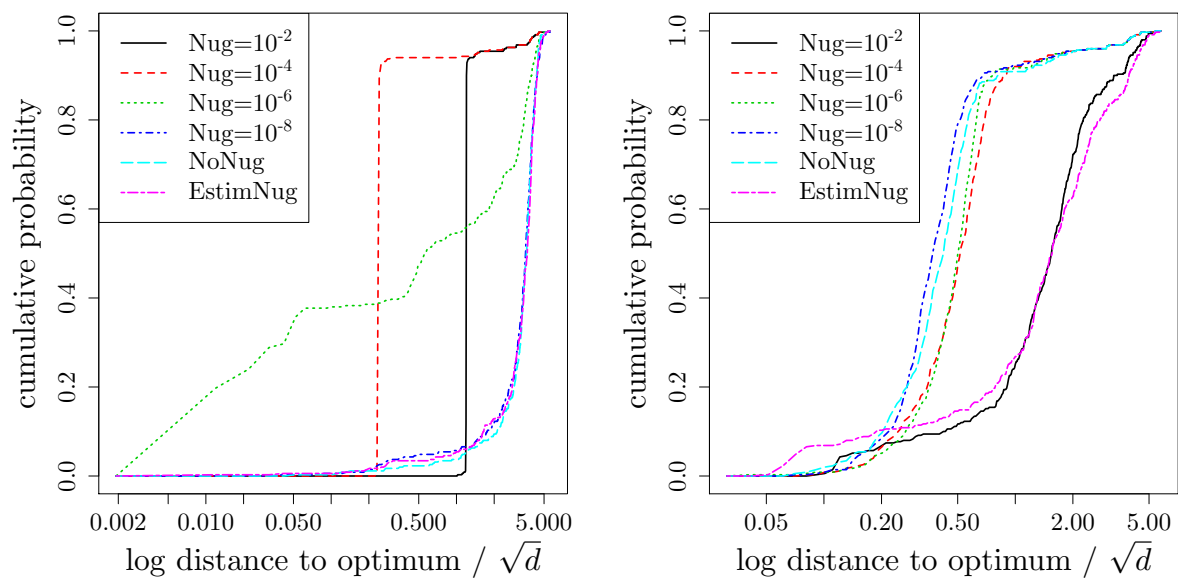 cumulative probability
1.0
0.8
0.6
0.4
0.2
0.0
Nug=10-2
Nug=10-4
Nug=10-6
Nug=10-8
NoNug
EstimNug
0.002 0.010 0.050 0.500 5.000
log distance to optimum / √d
cumulative probability
1.0
0.8
0.6
0.4
0.2
0.0
Nug=10-2
Nug=10-4
Nug=10-6
Nug=10-8
NoNug
EstimNug
0.05 0.20 0.50 2.00 5.00
log distance to optimum / √d